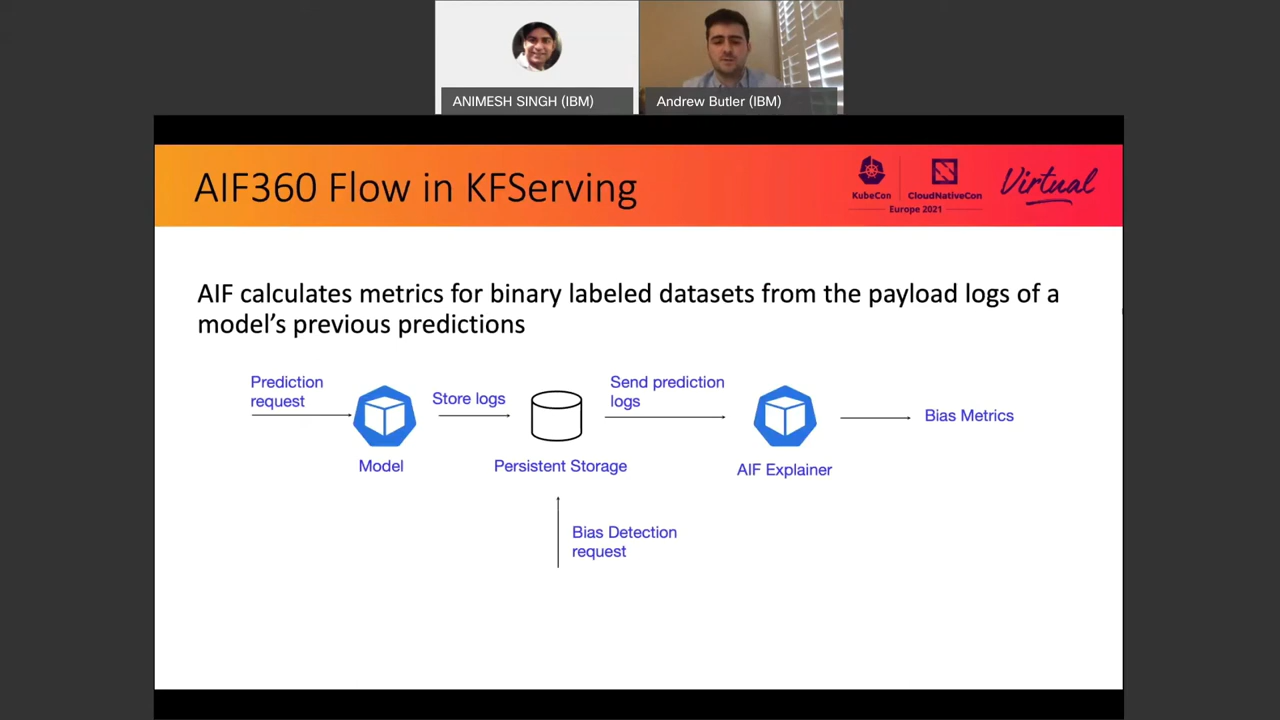 ANIMESH SINGH (IBM)
Andrew Butler (IBM)
AIF360 Flow in KFServing
KubeCon
CloudNativeCon
Europe 2021
Virtual
AIF calculates metrics for binary labeled datasets from the payload logs of a
model’s previous predictions
Prediction
request
Model
Store logs
Persistent Storage
Send prediction
logs
AIF Explainer
Bias Metrics
Bias Detection
request